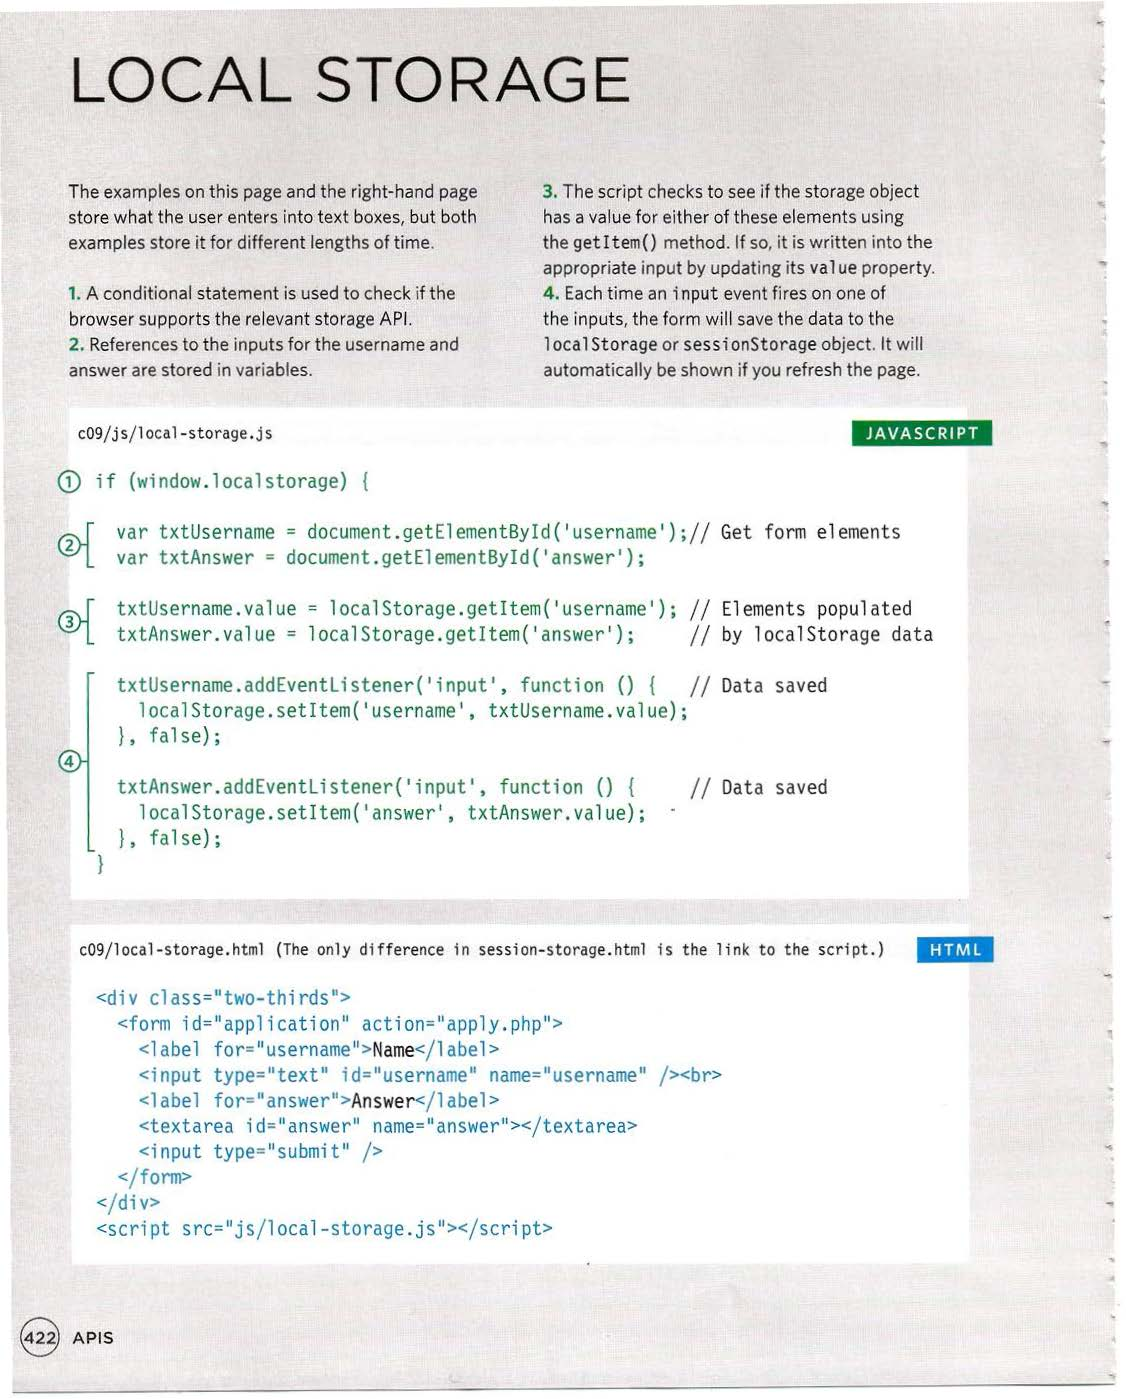 LOCAL STORAGE
The examples on this page and the right-hand page
store what the user enters into text boxes, but both
examples store it for different lengths of time.
1. A conditional statement is used to check if the
browser supports the relevant storage API.
2. References to the inputs for the username and
answer are stored in variables.
3. The script checks to see if the storage object
has a value for either of these elements using
the getItem() method. If so, it is written into the
appropriate input by updating its value property.
4. Each time an input event fires on one of
the inputs, the form will save the data to the
localStorage or sessionStorage object. It will
automatically be shown if you refresh the page.
c09/js/local-storage.js
JAVASCRIPT
1 if (window.localstorage) {
2
var txtUsername = document.getElementById('username');// Get form elements
var txtAnswer = document.getElementById('answer');
3
txtUsername.value = localStorage.getItem('username'); // Elements populated
txtAnswer.value = localStorage.getItem('answer'); // by localStorage data
4
txtUsername.addEventListener('input', function () { // Data saved
localStorage.setItem('username', txtUsername.value);
}, false);
txtAnswer.addEventListener('input', function () { // Data saved
localStorage.setItem('answer', txtAnswer.value);
}, false);
}
c09/local-storage.html (The only difference in session-storage.html is the link to the script.)
HTML
<div class="two-thirds">
<form id="application" action="apply.php">
<label for="username">Name</label>
<input type="text" id="username" name="username" /><br>
<label for="answer">Answer</label>
<textarea id="answer" name="answer"></textarea>
<input type="submit" />
</form>
</div>
<script src="js/local-storage.js"></script>
422 APIS